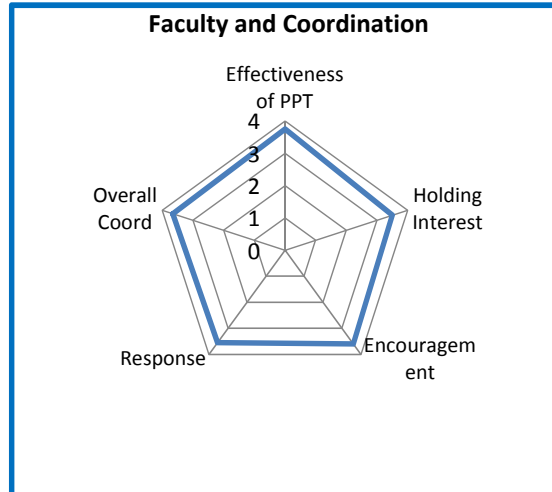 Faculty and Coordination
Effectiveness
of PPT
4
3
2
1
0
Overall
Coord
Holding
Interest
Response
Encouragem
ent